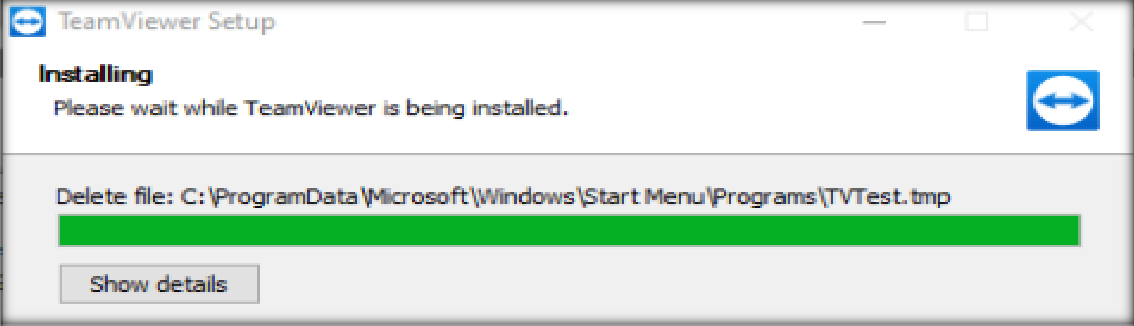 TeamViewer Setup
Installing
Please wait while TeamViewer is being installed.
Delete file: C:\ProgramData\Microsoft\Windows\Start Menu\Programs\TVTest.tmp
Show details